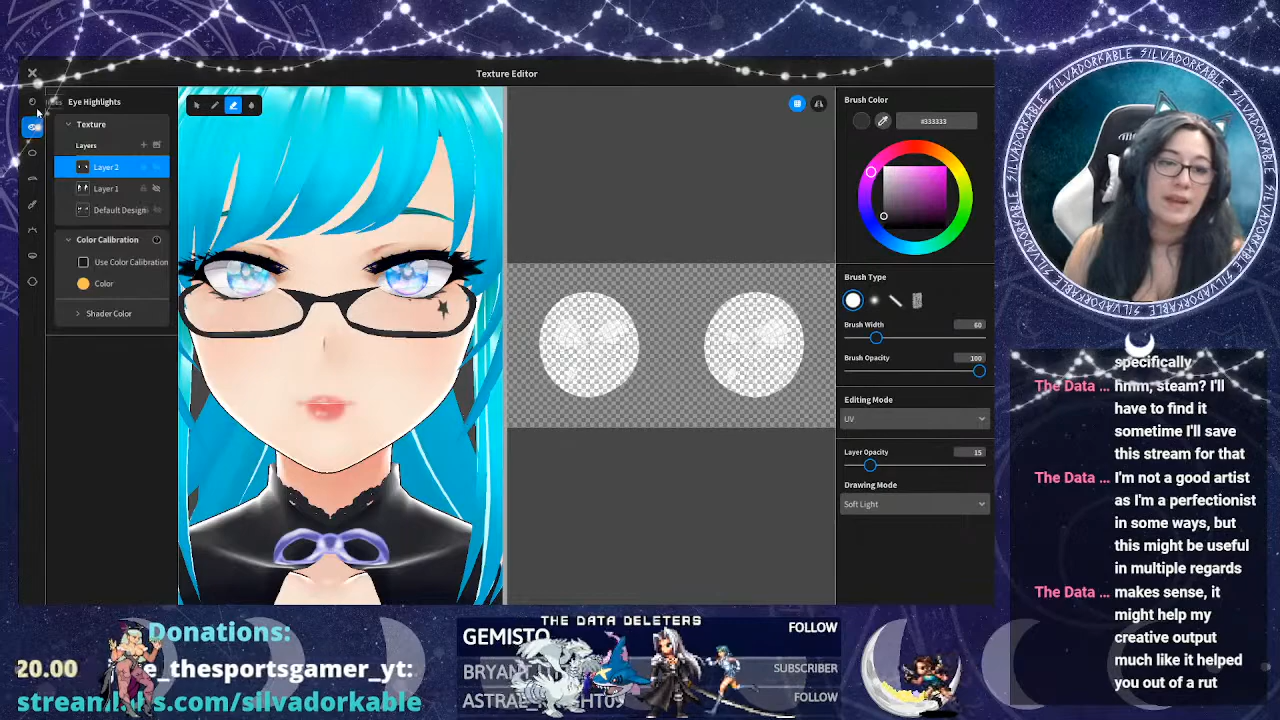 Texture Editor
Eye Highlights
Texture
Layers
Layer 2
Layer 1
Default Design
Color Calibration
Use Color Calibration
Color
Shader Color
Brush Color
#333333
Brush Type
Brush Width
60
Brush Opacity
100
Editing Mode
UV
Layer Opacity
15
Drawing Mode
Soft Light
SILVADORKABLE SILVADORKABLE SILVADORKABLE
specifically
The Data ... hmm, steam? I'll
have to find it
sometime I'll save
this stream for that
The Data ... I'm not a good artist
as I'm a perfectionist
in some ways, but
this might be useful
in multiple regards
The Data ... makes sense, it
might help my
creative output
much like it helped
you out of a rut
Donations:
20.00
e_thesportsgamer_yt:
THE DATA DELETERS
GEMISTO
FOLLOW
SUBSCRIBER
FOLLOW